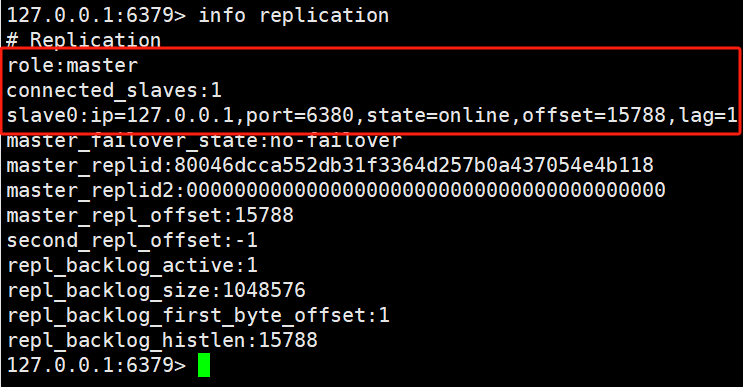 127.0.0.1:6379> info replication
# Replication
role:master
connected_slaves:1
slave0:ip=127.0.0.1,port=6380,state=online,offset=15788,lag=1
master_failover_state:no-failover
master_replid:80046dcca552db31f3364d257b0a437054e4b118
master_replid2:0000000000000000000000000000000000000000
master_repl_offset:15788
second_repl_offset:-1
repl_backlog_active:1
repl_backlog_size:1048576
repl_backlog_first_byte_offset:1
repl_backlog_histlen:15788
127.0.0.1:6379>